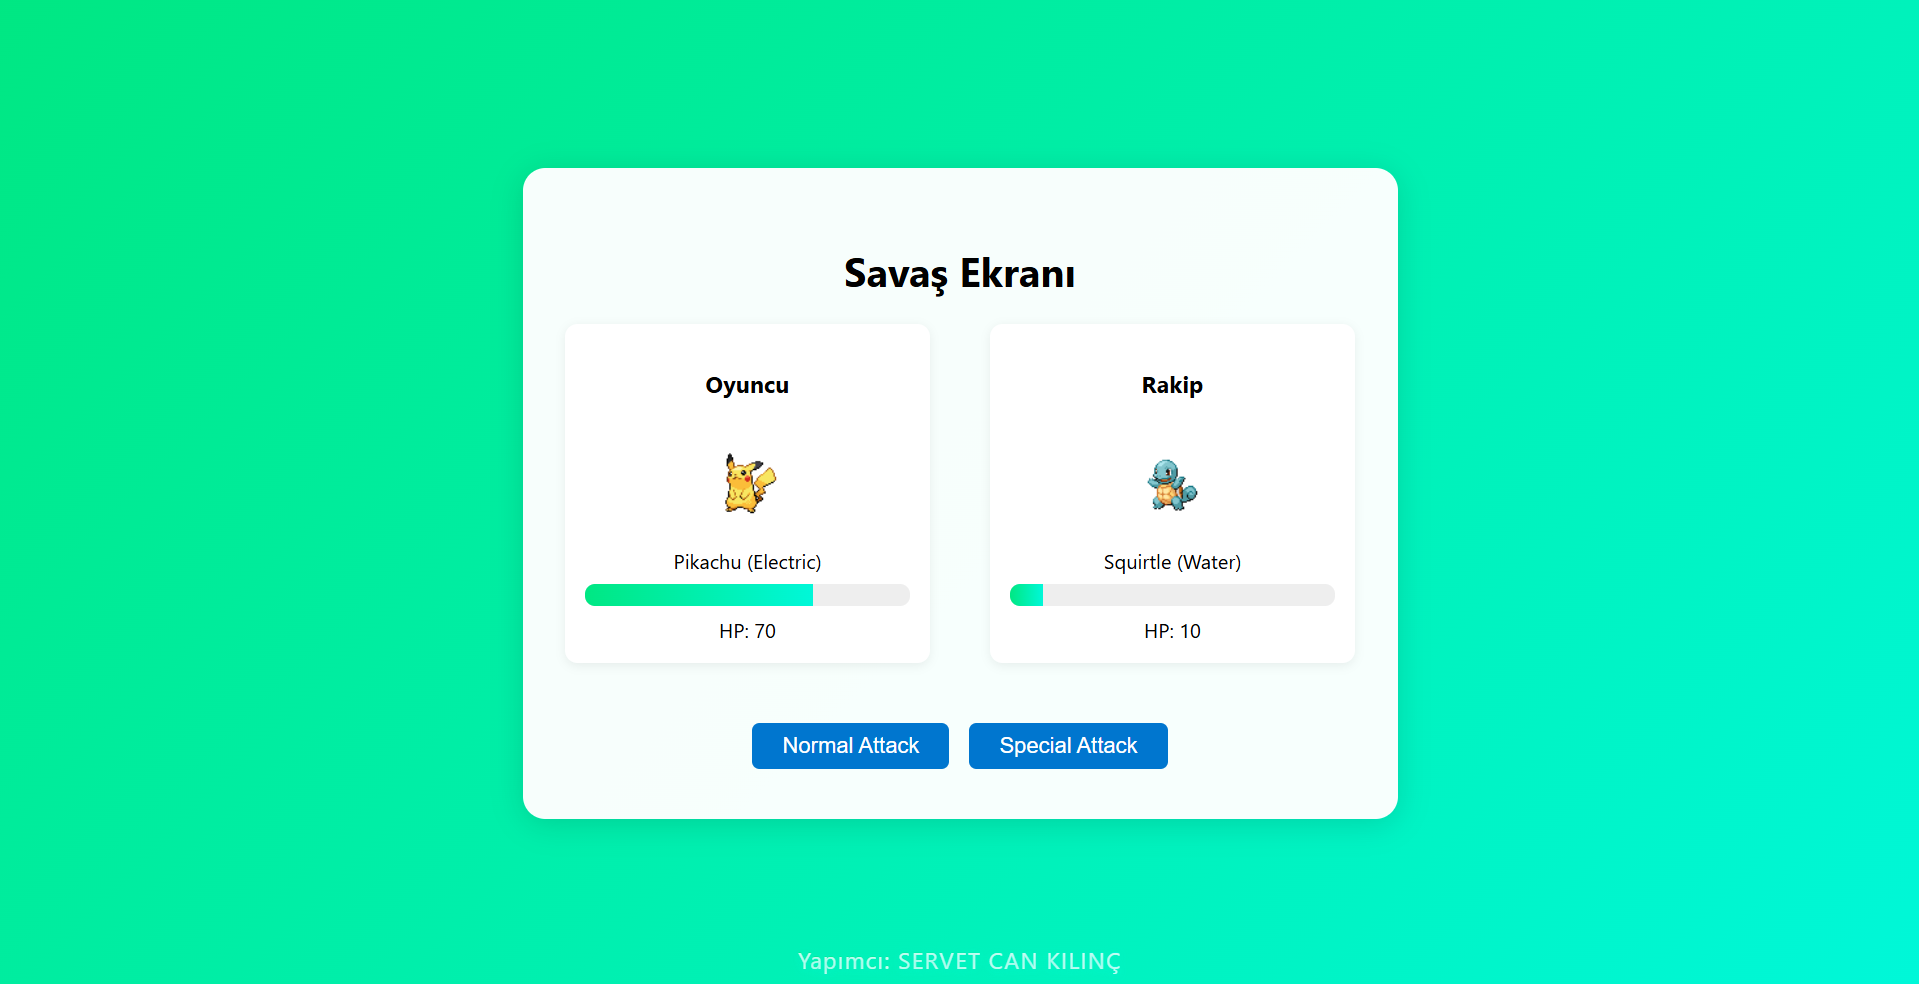 Savaş Ekranı
Oyuncu
Pikachu (Electric)
HP: 70
Rakip
Squirtle (Water)
HP: 10
Normal Attack
Special Attack
Yapımcı: SERVET CAN KILINÇ